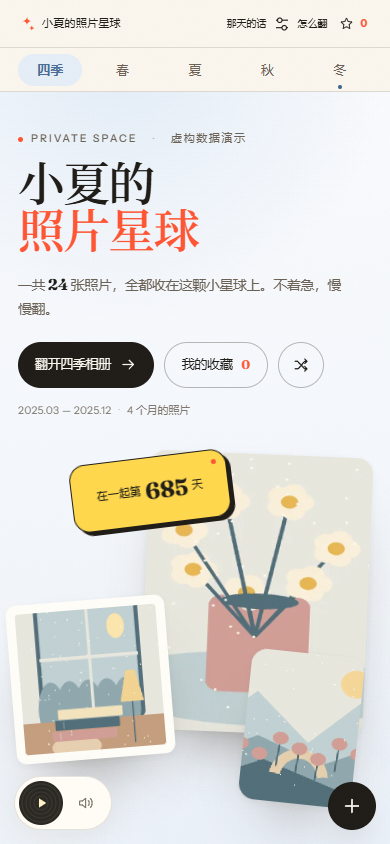 小夏的照片星球
那天的话 怎么翻 0
四季 春 夏 秋 冬
PRIVATE SPACE · 虚构数据演示
小夏的
照片星球
一共 24 张照片，全都收在这颗小星球上。不着急，慢
慢翻。
翻开四季相册 → 我的收藏 0
2025.03 — 2025.12 · 4 个月的照片
在一起第 685 天